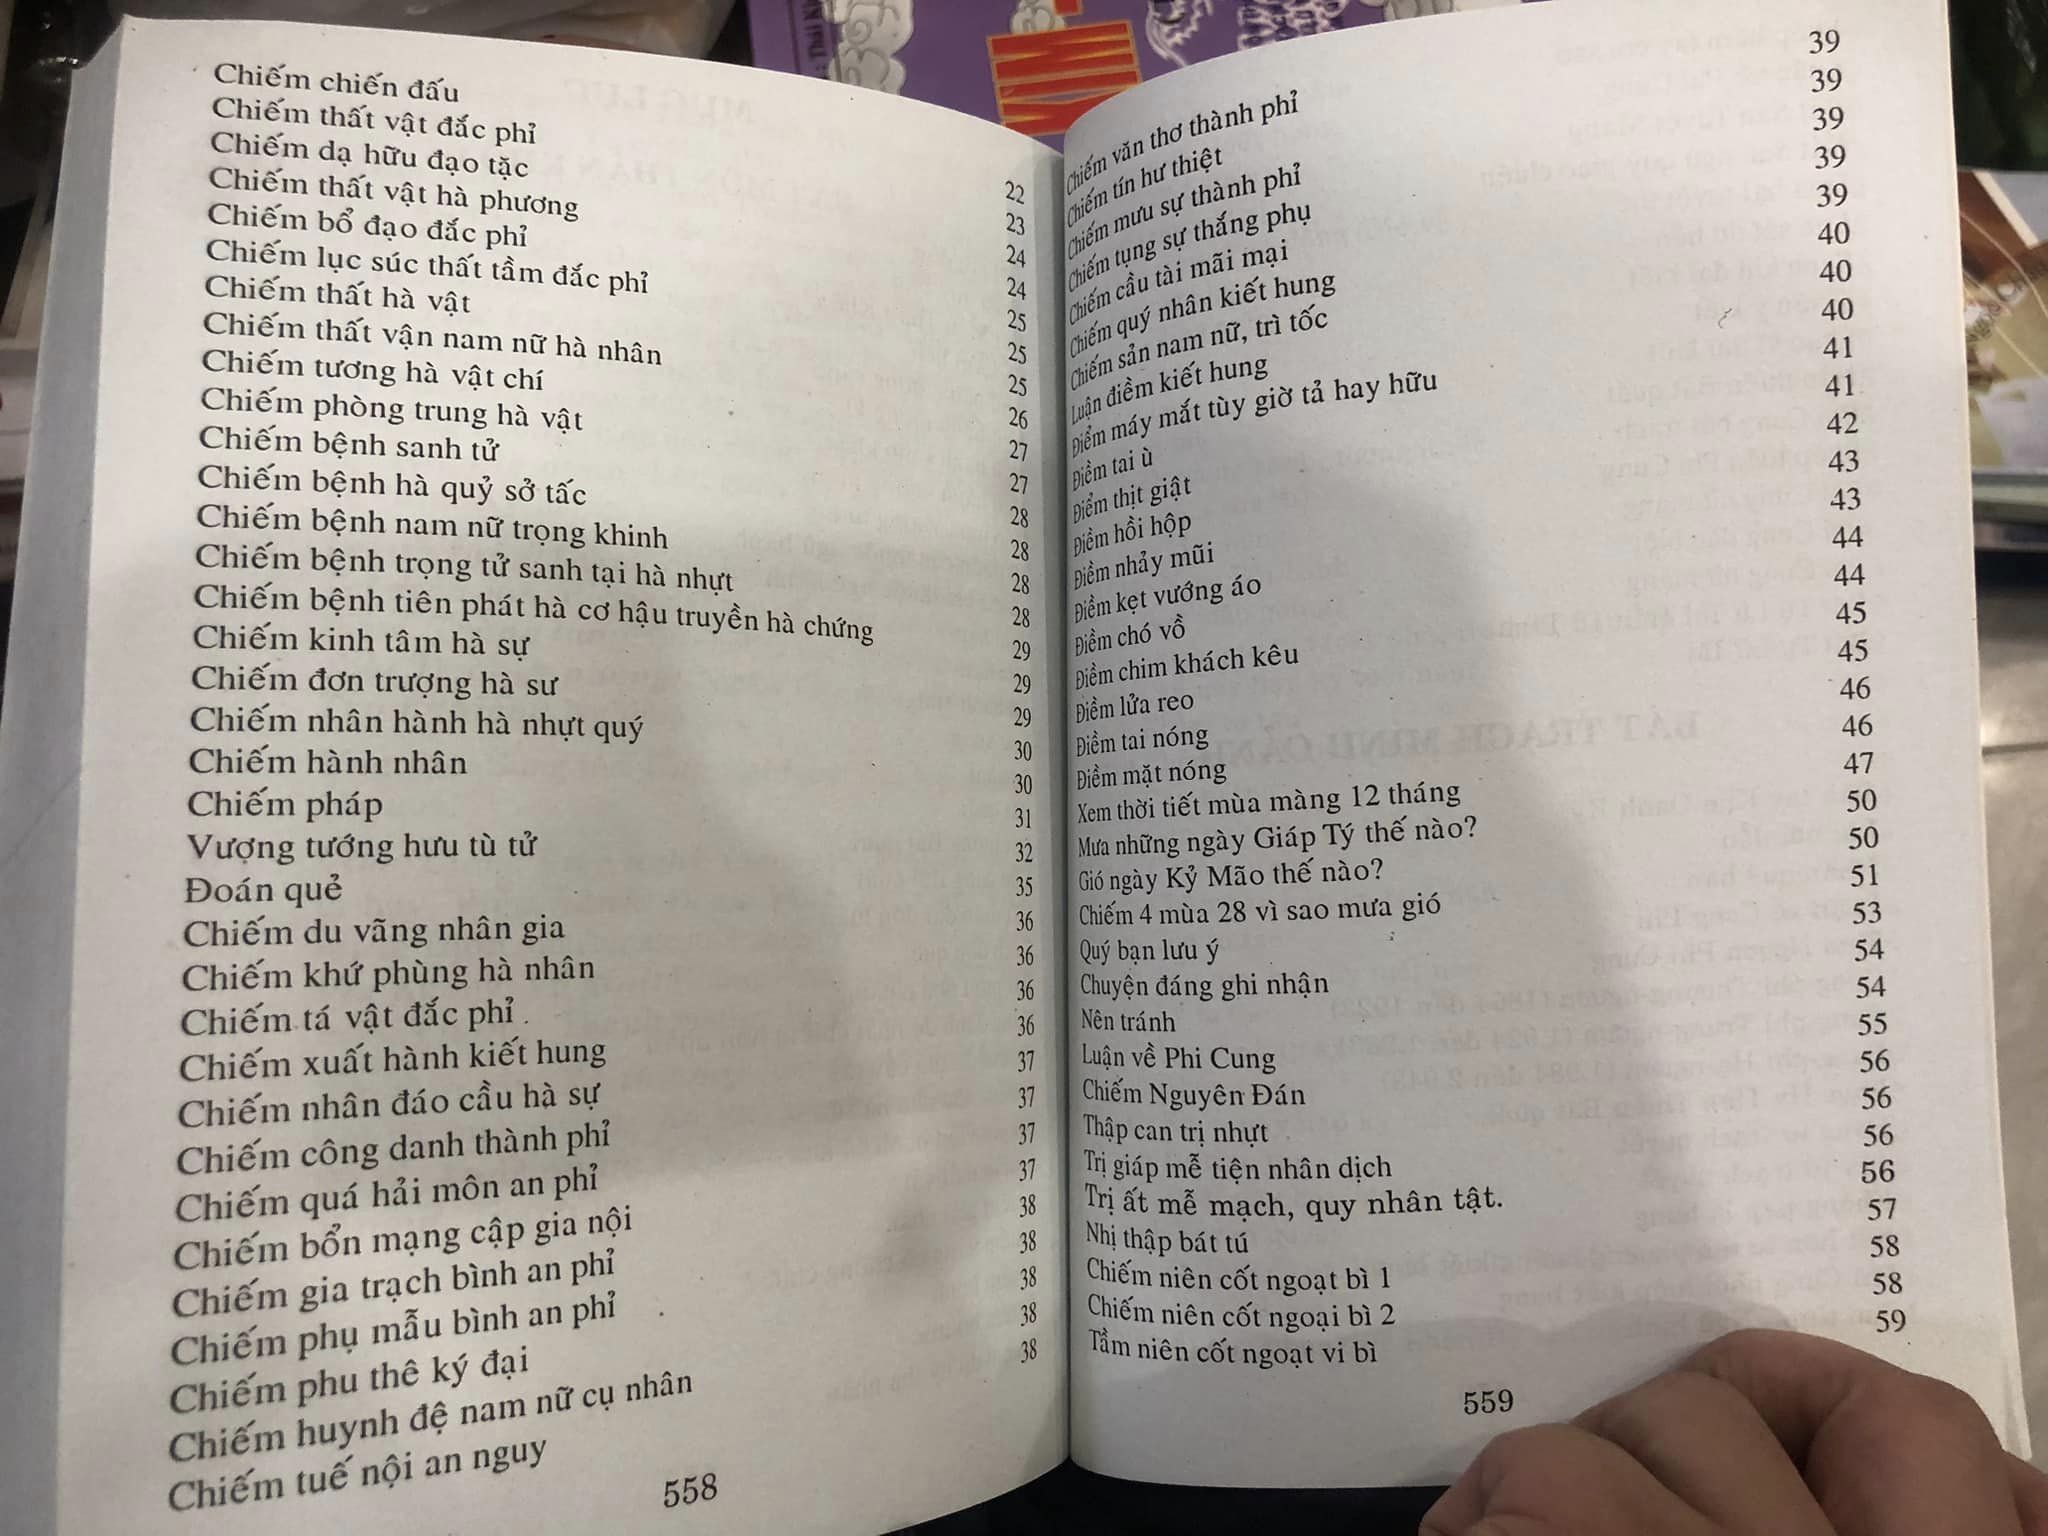 Chiếm chiến đấu 22
Chiếm thất vật đắc phỉ 23
Chiếm dạ hữu đạo tặc 24
Chiếm thất vật hà phương 24
Chiếm bổ đạo đắc phỉ 25
Chiếm lục súc thất tầm đắc phỉ 25
Chiếm thất hà vật 25
Chiếm thất vận nam nữ hà nhân 26
Chiếm tương hà vật chí 27
Chiếm phòng trung hà vật 27
Chiếm bệnh sanh tử 28
Chiếm bệnh hà quỷ sở tấc 28
Chiếm bệnh nam nữ trọng khinh 28
Chiếm bệnh trọng tử sanh tại hà nhựt 28
Chiếm bệnh tiên phát hà cơ hậu truyền hà chứng 29
Chiếm kinh tâm hà sự 29
Chiếm đơn trượng hà sư 29
Chiếm nhân hành hà nhựt quý 30
Chiếm hành nhân 30
Chiếm pháp 31
Vượng tướng hưu tù tử 32
Đoán quẻ 35
Chiếm du vãng nhân gia 36
Chiếm khứ phùng hà nhân 36
Chiếm tá vật đắc phỉ 36
Chiếm xuất hành kiết hung 36
Chiếm nhân đáo cầu hà sự 37
Chiếm công danh thành phỉ 37
Chiếm quá hải môn an phỉ 37
Chiếm bổn mạng cập gia nội 37
Chiếm gia trạch bình an phỉ 38
Chiếm phụ mẫu bình an phỉ 38
Chiếm phu thê ký đại 38
Chiếm huynh đệ nam nữ cụ nhân 38
Chiếm tuế nội an nguy 38
558
Chiếm văn thơ thành phỉ 39
Chiếm tín hư thiệt 39
Chiếm mưu sự thành phỉ 39
Chiếm tụng sự thắng phụ 39
Chiếm cầu tài mãi mại 39
Chiếm quý nhân kiết hung 40
Chiếm sản nam nữ, trì tốc 40
Luận điềm kiết hung 40
Điểm máy mắt tùy giờ tả hay hữu 41
Điềm tai ù 41
Điểm thịt giật 42
Điềm hồi hộp 43
Điềm nhảy mũi 43
Điềm kẹt vướng áo 44
Điềm chó vồ 44
Điềm chim khách kêu 45
Điềm lửa reo 45
Điềm tai nóng 46
Điềm mặt nóng 46
Xem thời tiết mùa màng 12 tháng 47
Mưa những ngày Giáp Tý thế nào? 50
Gió ngày Kỷ Mão thế nào? 50
Chiếm 4 mùa 28 vì sao mưa gió 51
Quý bạn lưu ý 53
Chuyện đáng ghi nhận 54
Nên tránh 54
Luận về Phi Cung 55
Chiếm Nguyên Đán 56
Thập can trị nhựt 56
Trị giáp mễ tiện nhân dịch 56
Trị ất mễ mạch, quy nhân tật. 56
Nhị thập bát tú 57
Chiếm niên cốt ngoạt bì 1 58
Chiếm niên cốt ngoại bì 2 58
Tầm niên cốt ngoạt vi bì 59
559